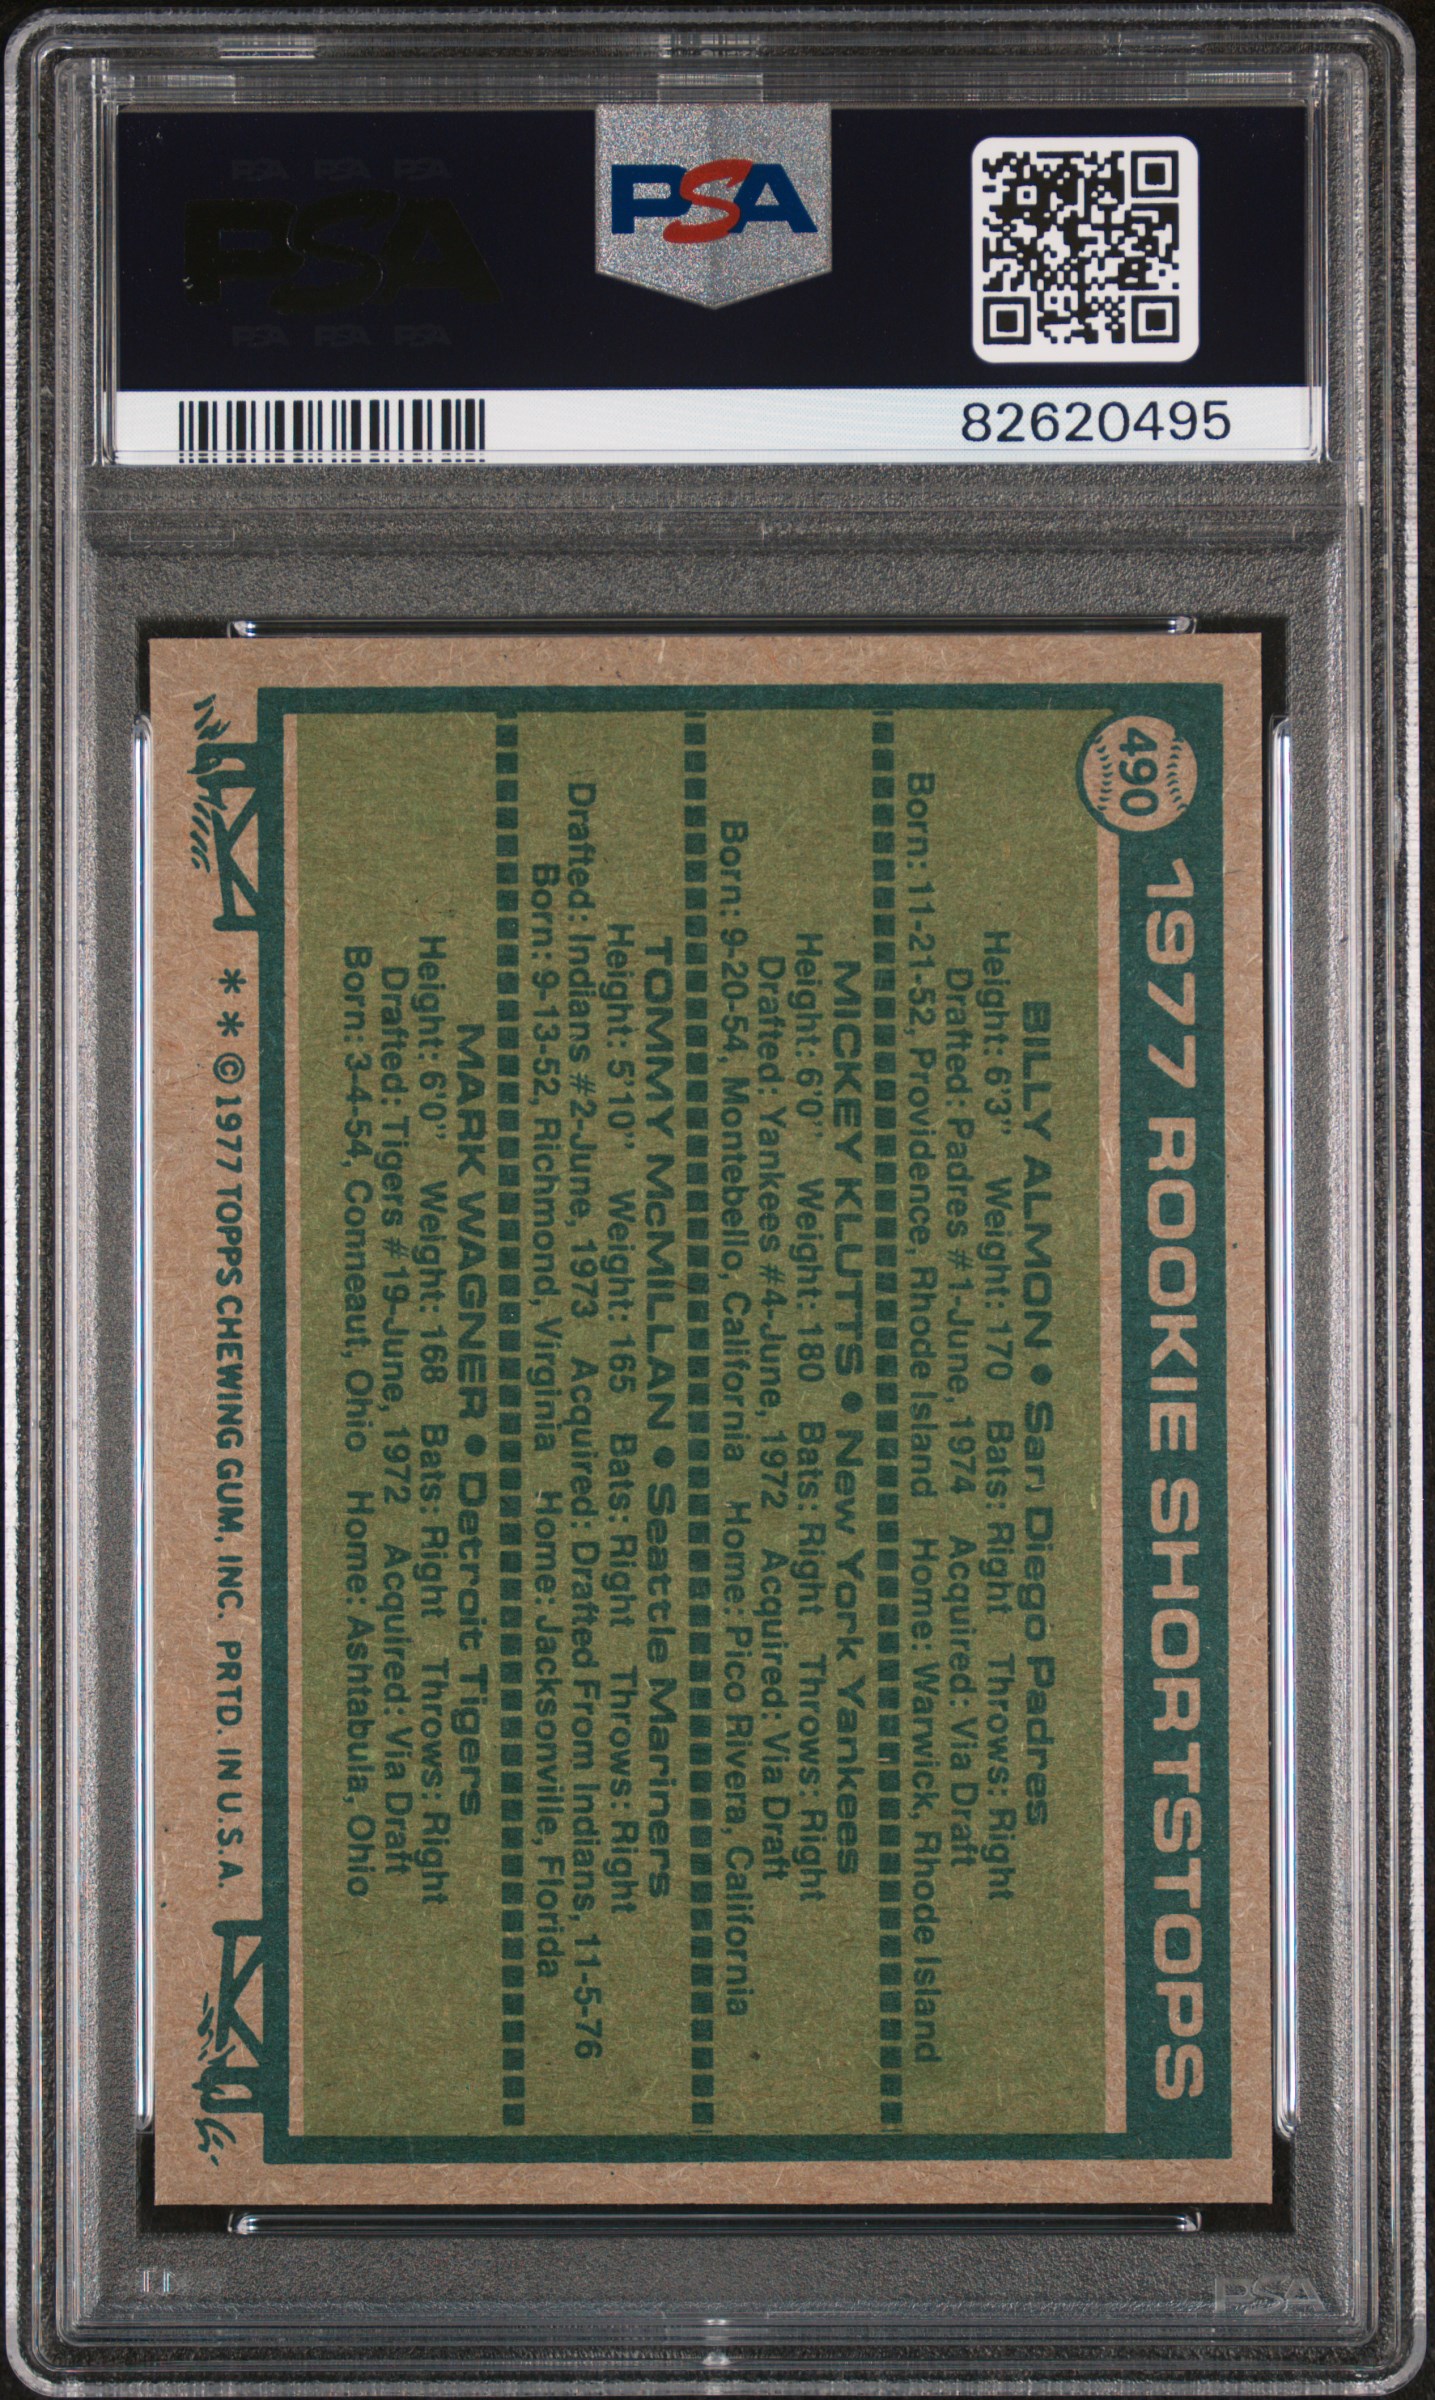 PSA PSA PSA
PSA
PSA PSA PSA
PSA
82620495
490
1977 ROOKIE SHORTSTOPS
BILLY ALMON • San Diego Padres
Height: 6'3" Weight: 170 Bats: Right Throws: Right
Drafted: Padres #1-June, 1974 Acquired: Via Draft
Born: 11-21-52, Providence, Rhode Island Home: Warwick, Rhode Island
MICKEY KLUTTS • New York Yankees
Height: 6'0" Weight: 180 Bats: Right Throws: Right
Drafted: Yankees #4-June, 1972 Acquired: Via Draft
Born: 9-20-54, Montebello, California Home: Pico Rivera, California
TOMMY McMILLAN • Seattle Mariners
Height: 5'10" Weight: 165 Bats: Right Throws: Right
Drafted: Indians #2-June, 1973 Acquired: Drafted From Indians, 11-5-76
Born: 9-13-52, Richmond, Virginia Home: Jacksonville, Florida
MARK WAGNER • Detroit Tigers
Height: 6'0" Weight: 168 Bats: Right Throws: Right
Drafted: Tigers #19-June, 1972 Acquired: Via Draft
Born: 3-4-54, Conneaut, Ohio Home: Ashtabula, Ohio
* * © 1977 TOPPS CHEWING GUM, INC. PRTD. IN U.S.A.
PSA